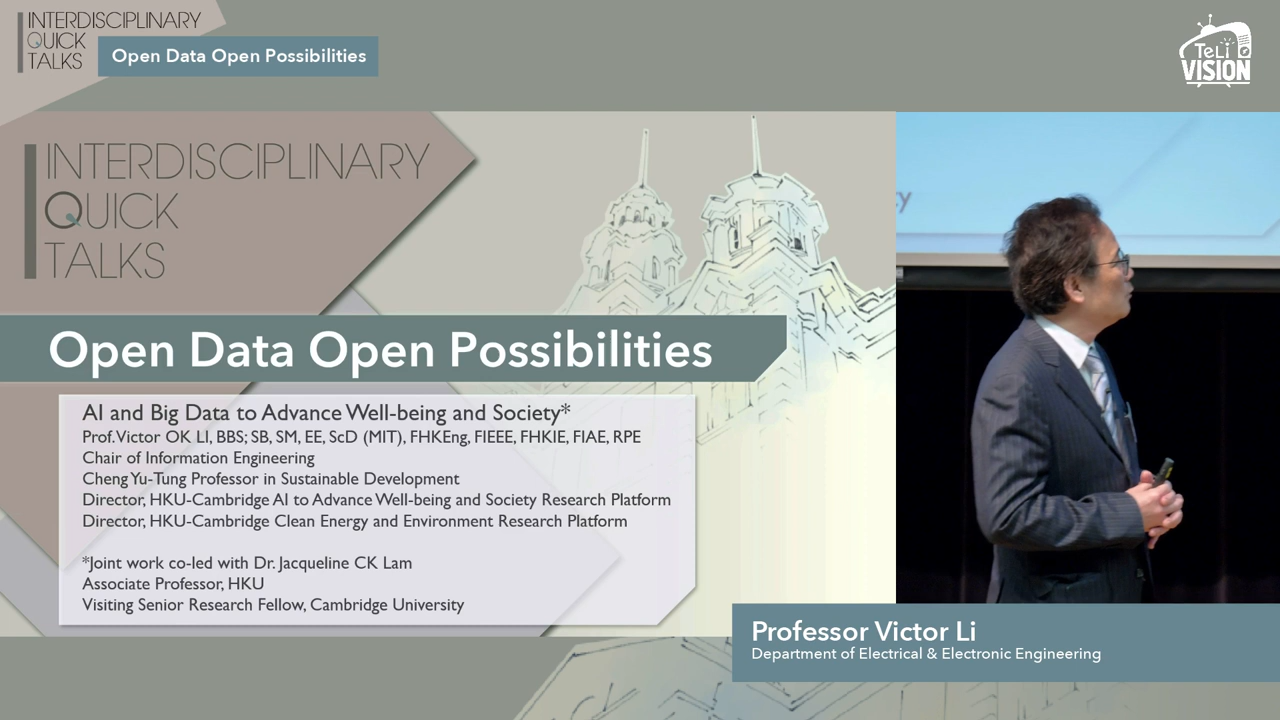 INTERDISCIPLINARY
QUICK
TALKS
Open Data Open Possibilities
TeLi
VISION
INTERDISCIPLINARY
QUICK
TALKS
Open Data Open Possibilities
AI and Big Data to Advance Well-being and Society*
Prof. Victor OK LI, BBS; SB, SM, EE, ScD (MIT), FHKEng, FIEEE, FHKIE, FIAE, RPE
Chair of Information Engineering
Cheng Yu-Tung Professor in Sustainable Development
Director, HKU-Cambridge AI to Advance Well-being and Society Research Platform
Director, HKU-Cambridge Clean Energy and Environment Research Platform
*Joint work co-led with Dr. Jacqueline CK Lam
Associate Professor, HKU
Visiting Senior Research Fellow, Cambridge University
Professor Victor Li
Department of Electrical & Electronic Engineering